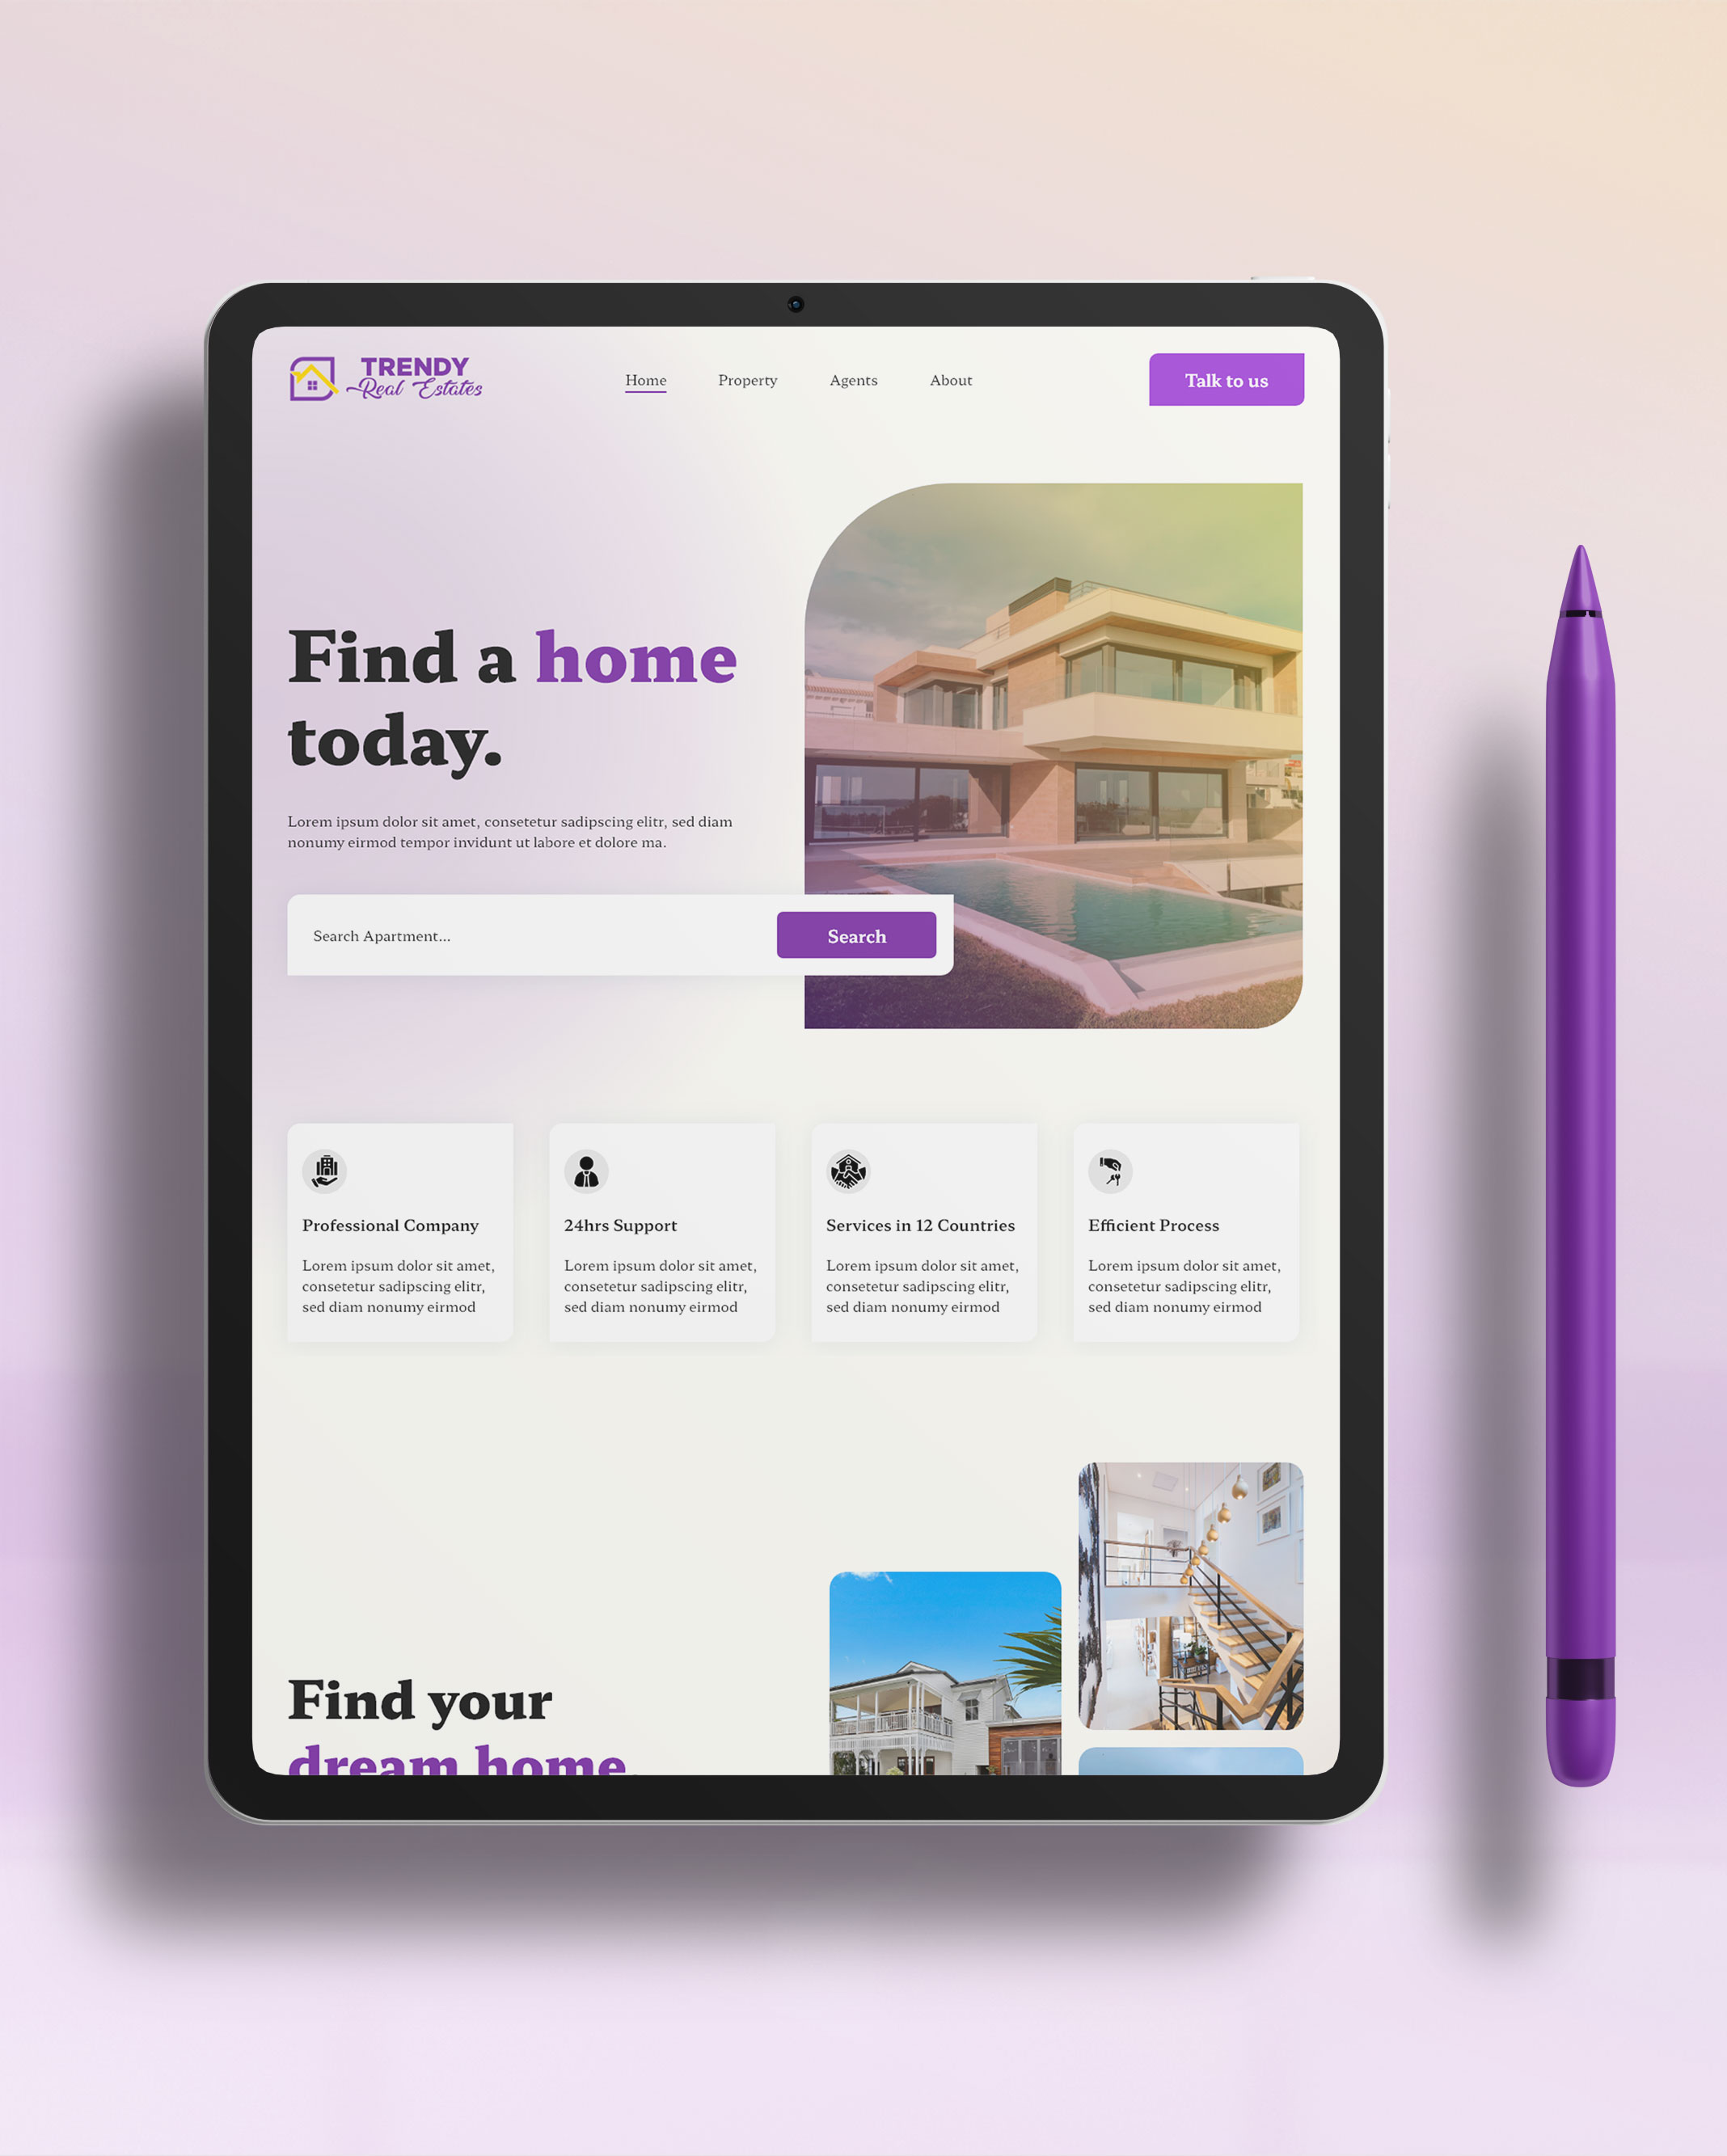 TRENDY
Real Estates
Home
Property
Agents
About
Talk to us
Find a home
today.
Lorem ipsum dolor sit amet, consetetur sadipscing elitr, sed diam
nonumy eirmod tempor invidunt ut labore et dolore ma.
Search Apartment...
Search
Professional Company
Lorem ipsum dolor sit amet,
consetetur sadipscing elitr,
sed diam nonumy eirmod
24hrs Support
Lorem ipsum dolor sit amet,
consetetur sadipscing elitr,
sed diam nonumy eirmod
Services in 12 Countries
Lorem ipsum dolor sit amet,
consetetur sadipscing elitr,
sed diam nonumy eirmod
Efficient Process
Lorem ipsum dolor sit amet,
consetetur sadipscing elitr,
sed diam nonumy eirmod
Find your
dream home.